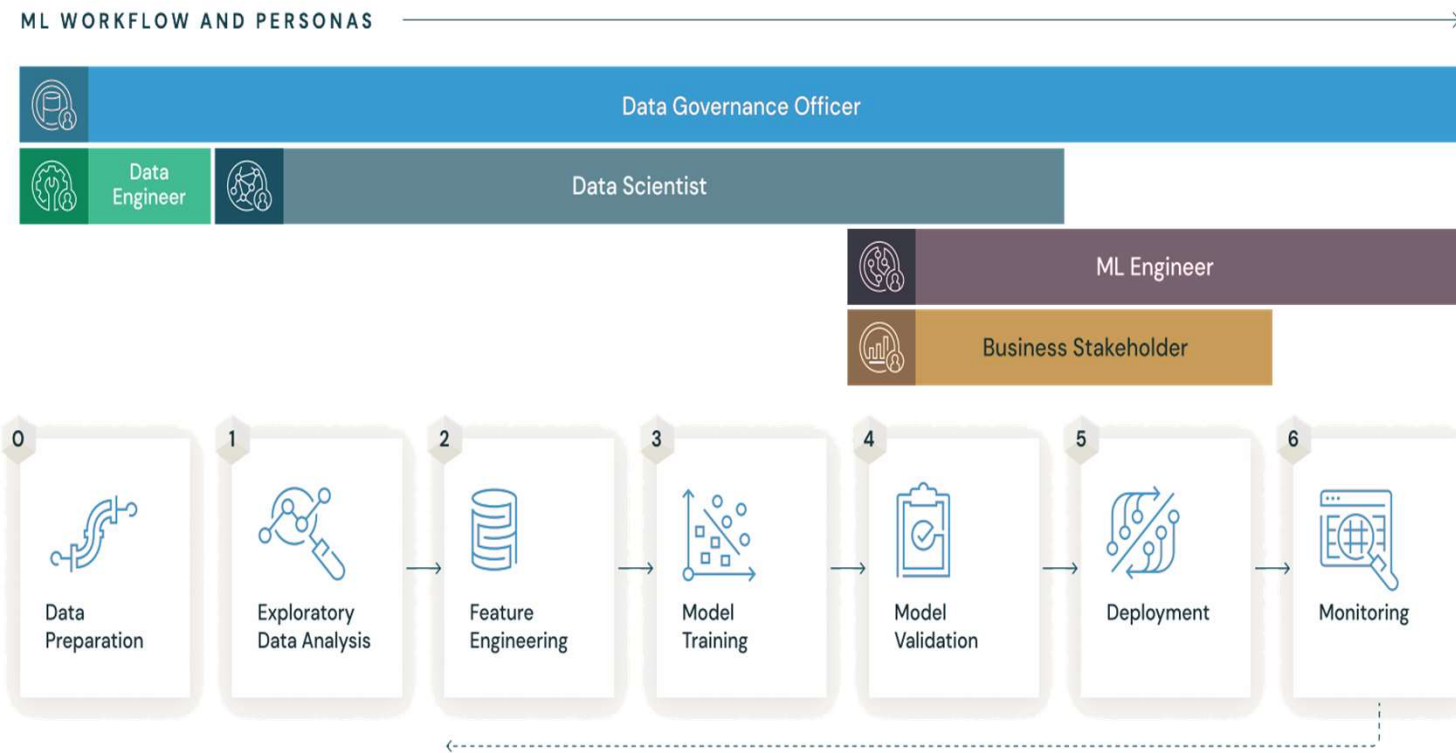 ML WORKFLOW AND PERSONAS
Data Governance Officer
Data
Engineer
Data Scientist
ML Engineer
Business Stakeholder
0
Data
Preparation
1
Exploratory
Data Analysis
2
Feature
Engineering
3
Model
Training
4
Model
Validation
5
Deployment
6
Monitoring